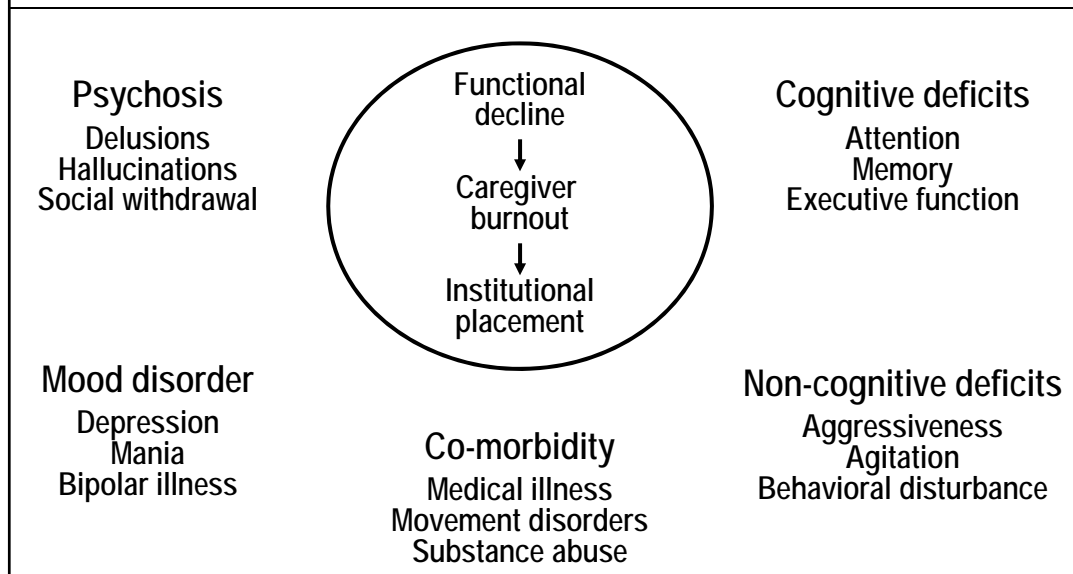 Psychosis
Delusions
Hallucinations
Social withdrawal
Functional
decline
Caregiver
burnout
Institutional
placement
Cognitive deficits
Attention
Memory
Executive function
Mood disorder
Depression
Mania
Bipolar illness
Co-morbidity
Medical illness
Movement disorders
Substance abuse
Non-cognitive deficits
Aggressiveness
Agitation
Behavioral disturbance